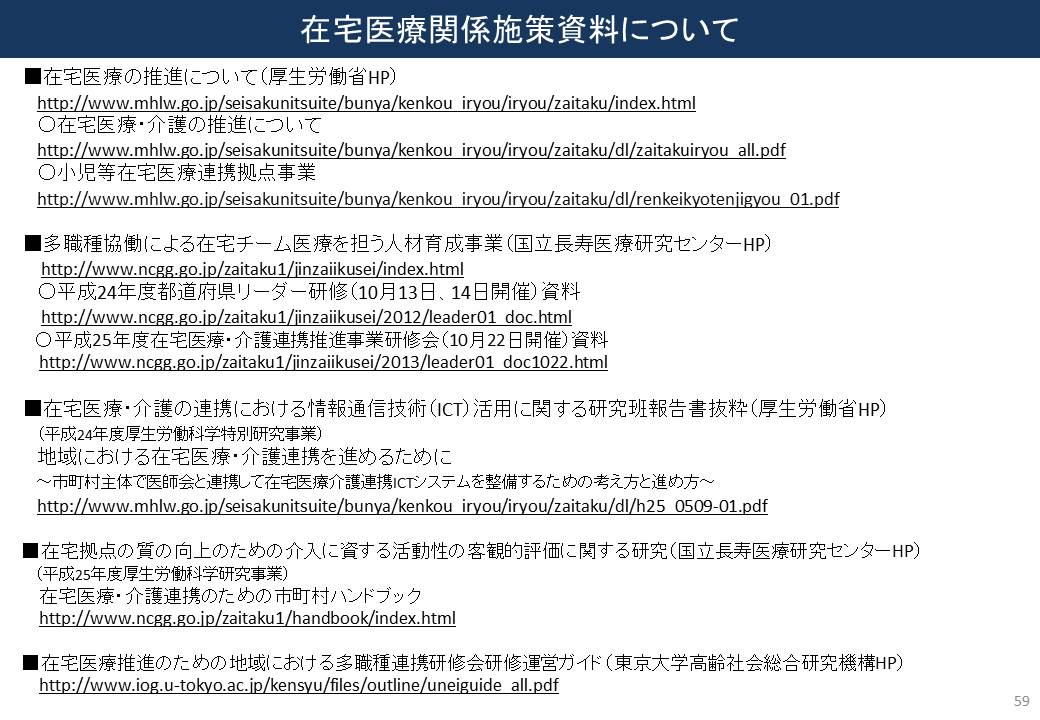 在宅医療関係施策資料について
■在宅医療の推進について（厚生労働省HP）
http://www.mhlw.go.jp/seisakunitsuite/bunya/kenkou_iryou/iryou/zaitaku/index.html
○在宅医療・介護の推進について
http://www.mhlw.go.jp/seisakunitsuite/bunya/kenkou_iryou/iryou/zaitaku/dl/zaitakuiryou_all.pdf
○小児等在宅医療連携拠点事業
http://www.mhlw.go.jp/seisakunitsuite/bunya/kenkou_iryou/iryou/zaitaku/dl/renkeikyotenjigyou_01.pdf
■多職種協働による在宅チーム医療を担う人材育成事業（国立長寿医療研究センターHP）
http://www.ncgg.go.jp/zaitaku1/jinzaiikusei/index.html
○平成24年度都道府県リーダー研修（10月13日、14日開催）資料
http://www.ncgg.go.jp/zaitaku1/jinzaiikusei/2012/leader01_doc.html
○平成25年度在宅医療・介護連携推進事業研修会（10月22日開催）資料
http://www.ncgg.go.jp/zaitaku1/jinzaiikusei/2013/leader01_doc1022.html
■在宅医療・介護の連携における情報通信技術（ICT）活用に関する研究班報告書抜粋（厚生労働省HP）
（平成24年度厚生労働科学特別研究事業）
地域における在宅医療・介護連携を進めるために
～市町村主体で医師会と連携して在宅医療介護連携ICTシステムを整備するための考え方と進め方～
http://www.mhlw.go.jp/seisakunitsuite/bunya/kenkou_iryou/iryou/zaitaku/dl/h25_0509-01.pdf
■在宅拠点の質の向上のための介入に資する活動性の客観的評価に関する研究（国立長寿医療研究センターHP）
（平成25年度厚生労働科学研究事業）
在宅医療・介護連携のための市町村ハンドブック
http://www.ncgg.go.jp/zaitaku1/handbook/index.html
■在宅医療推進のための地域における多職種連携研修会研修運営ガイド（東京大学高齢社会総合研究機構HP）
http://www.iog.u-tokyo.ac.jp/kensyu/files/outline/uneiguide_all.pdf
59